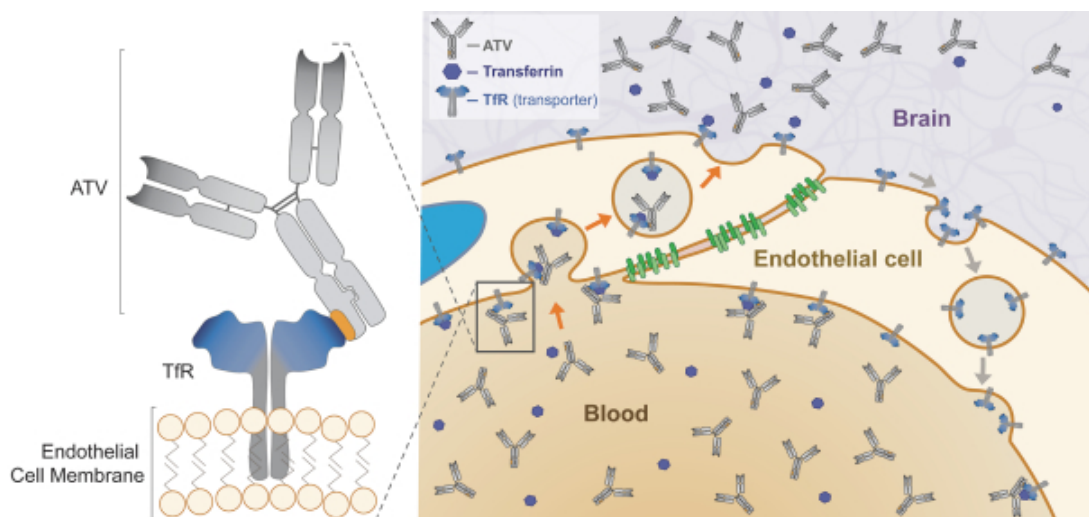 ATV
TfR
Endothelial
Cell Membrane
ATV
Transferrin
TfR (transporter)
Brain
Endothelial cell
Blood